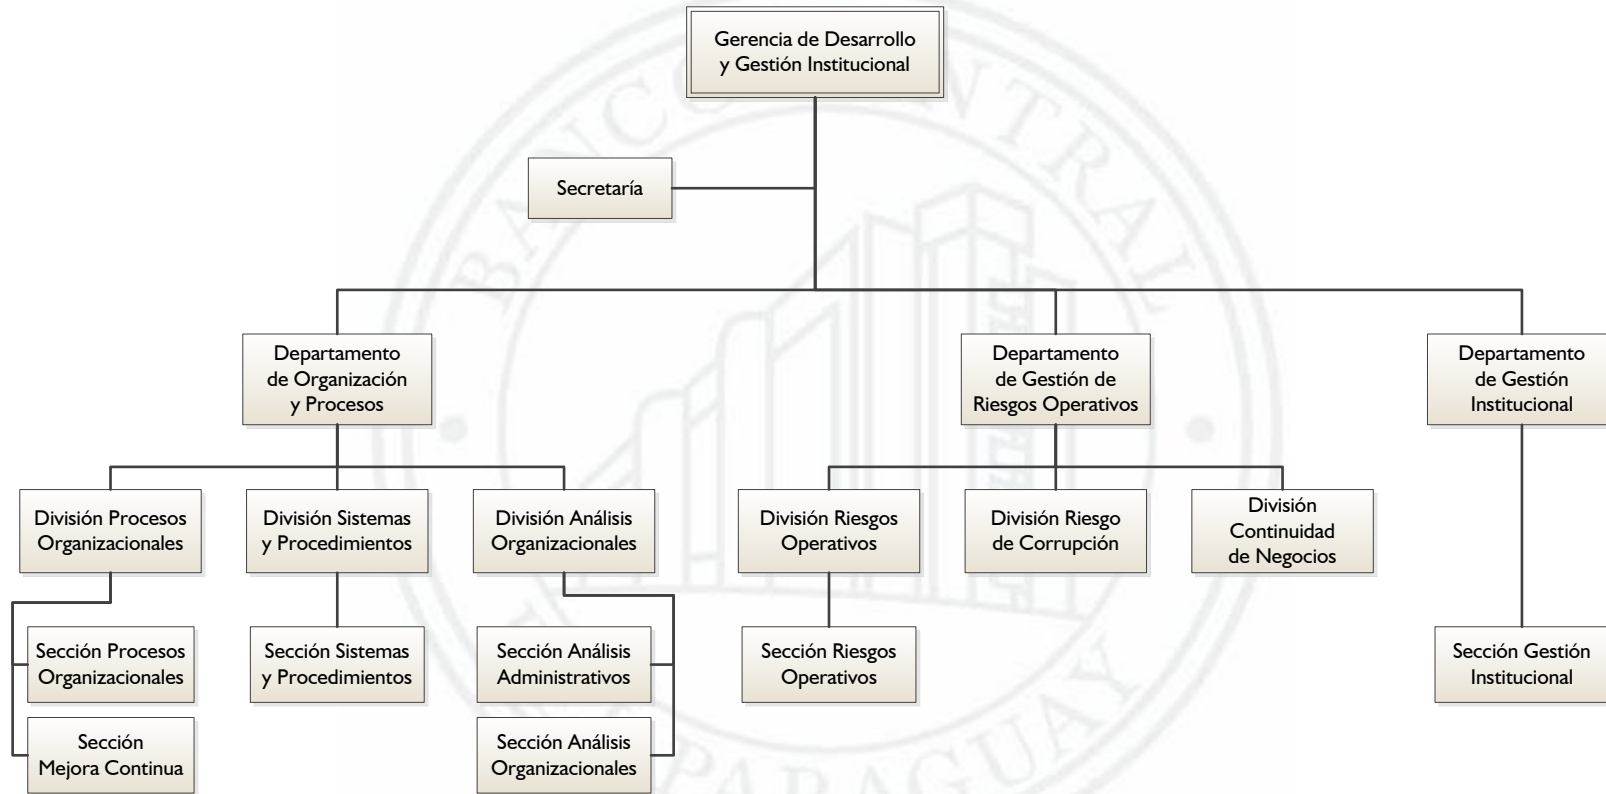 Gerencia de Desarrollo
y Gestión Institucional
Secretaría
Departamento
de Organización
y Procesos
Departamento
de Gestión de
Riesgos Operativos
Departamento
de Gestión
Institucional
División Procesos
Organizacionales
División Sistemas
y Procedimientos
División Análisis
Organizacionales
División Riesgos
Operativos
División Riesgo
de Corrupción
División
Continuidad
de Negocios
Sección Procesos
Organizacionales
Sección Sistemas
y Procedimientos
Sección Análisis
Administrativos
Sección Riesgos
Operativos
Sección Gestión
Institucional
Sección
Mejora Continua
Sección Análisis
Organizacionales
BANCO CENTRAL
PARAGUAY